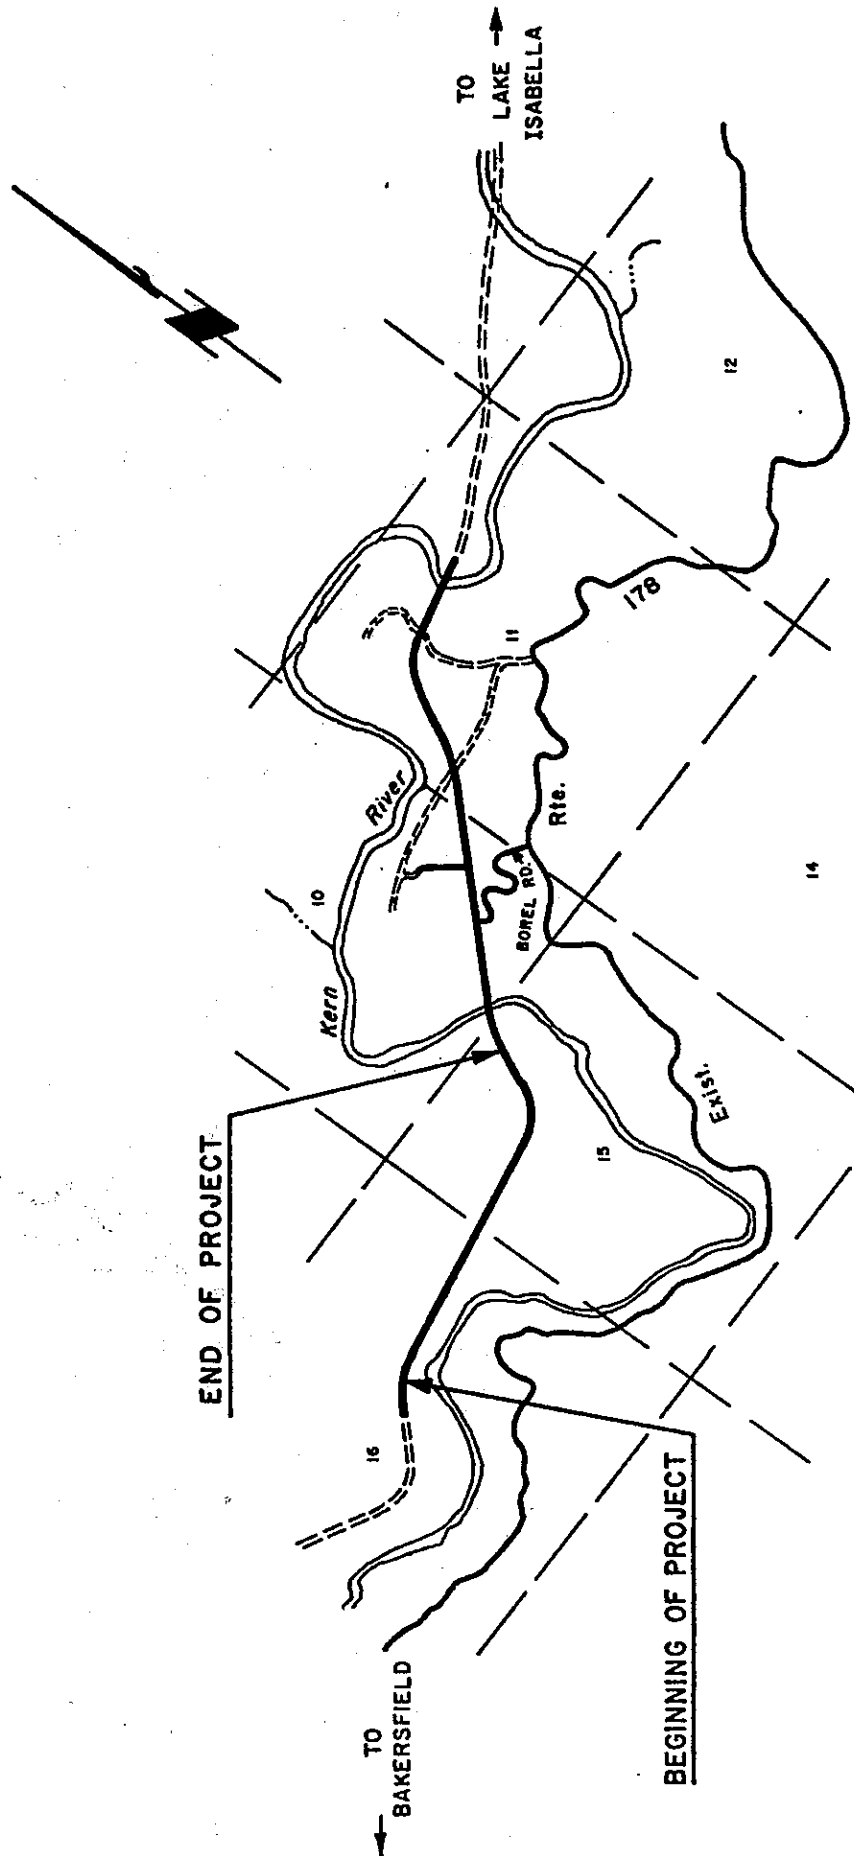 TO
LAKE
ISABELLA
12
11
178
River
Rte.
10
BOREL RD.
14
Kern
Exist.
15
END OF PROJECT
16
BEGINNING OF PROJECT
TO
BAKERSFIELD